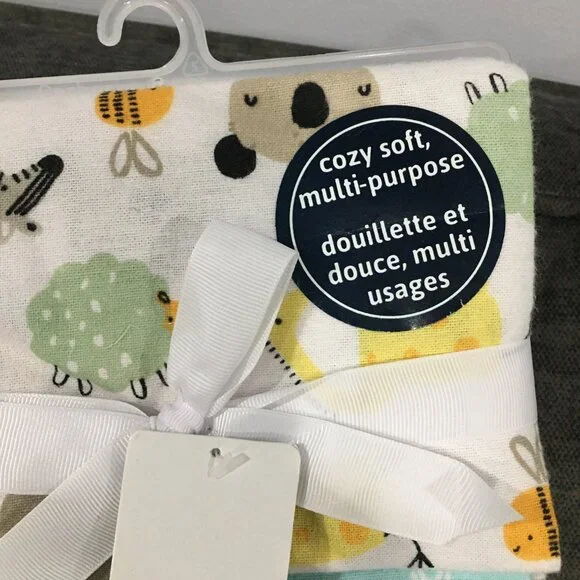 cozy soft,
multi-purpose
douillette et
douce, multi
usages